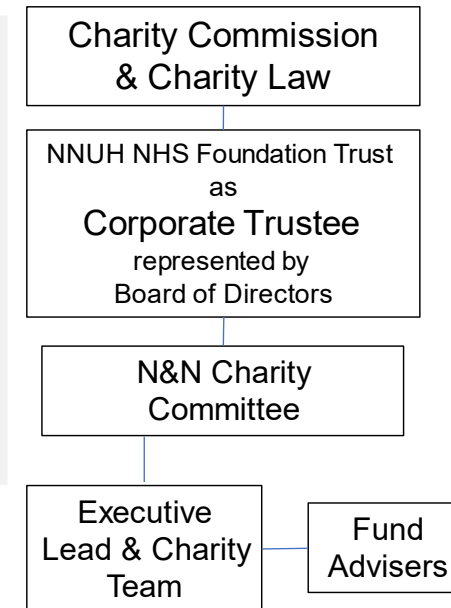 Charity Commission
& Charity Law
NNUH NHS Foundation Trust
as
Corporate Trustee
represented by
Board of Directors
N&N Charity
Committee
Executive
Lead & Charity
Team
Fund
Advisers